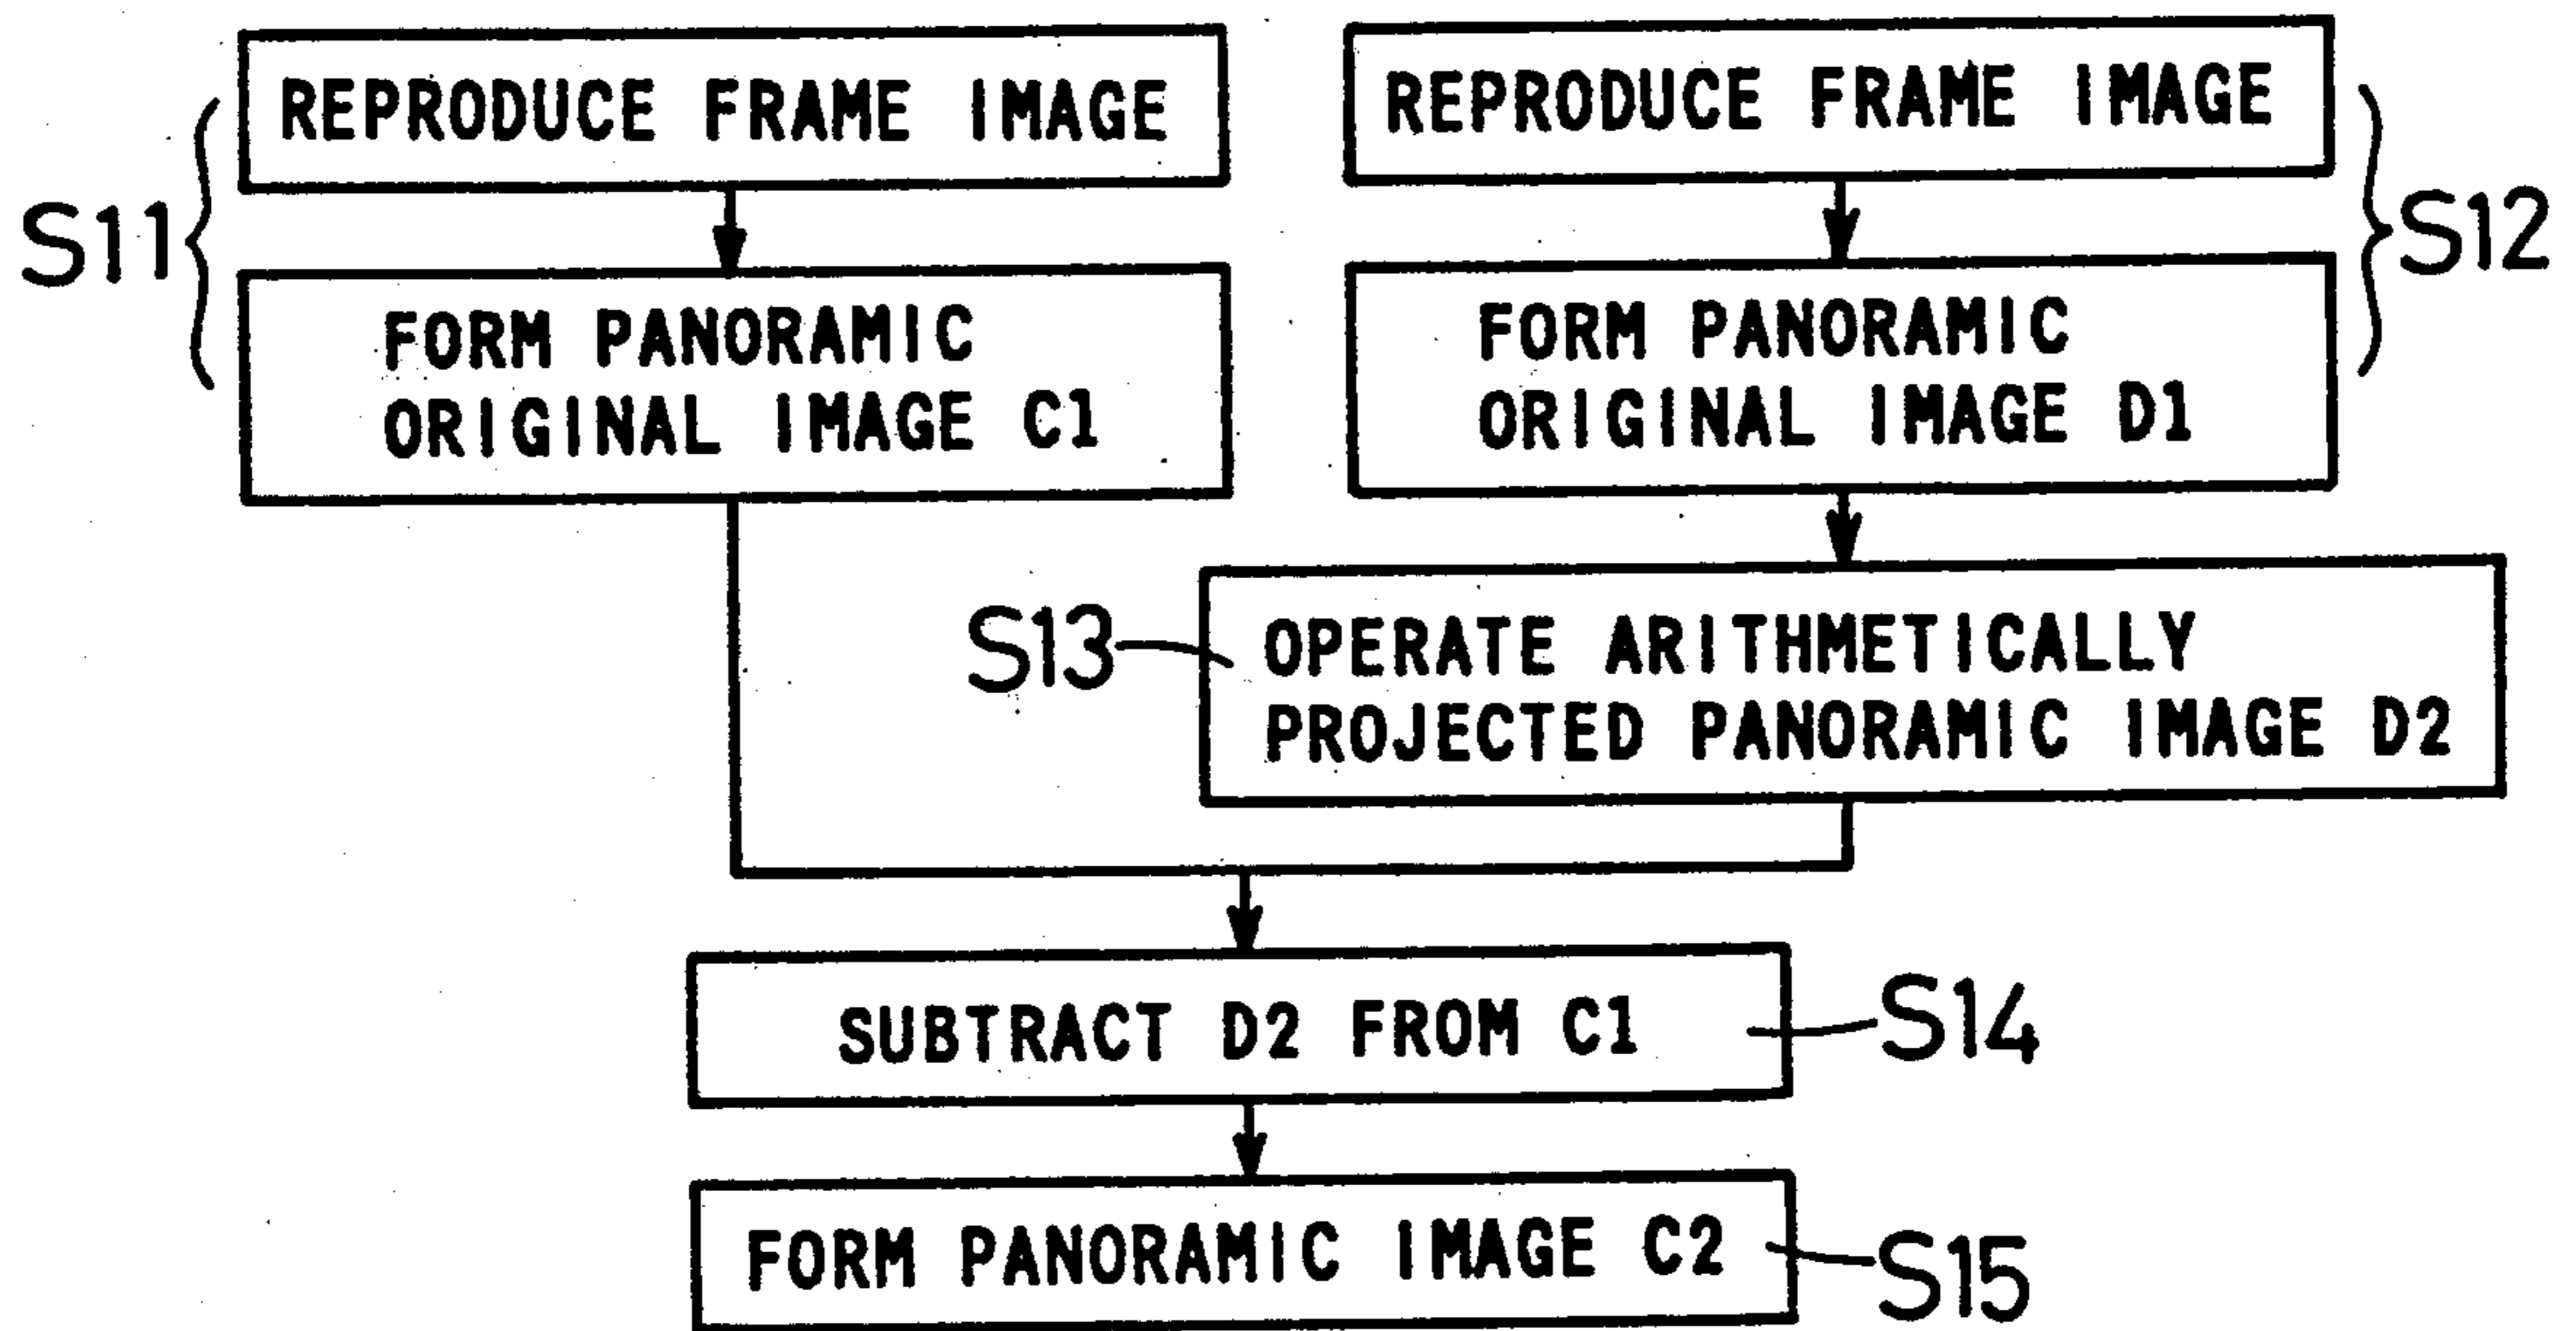 REPRODUCE FRAME IMAGE
REPRODUCE FRAME IMAGE
S11
S12
FORM PANORAMIC
ORIGINAL IMAGE C1
FORM PANORAMIC
ORIGINAL IMAGE D1
S13
OPERATE ARITHMETICALLY
PROJECTED PANORAMIC IMAGE D2
SUBTRACT D2 FROM C1
S14
FORM PANORAMIC IMAGE C2
S15